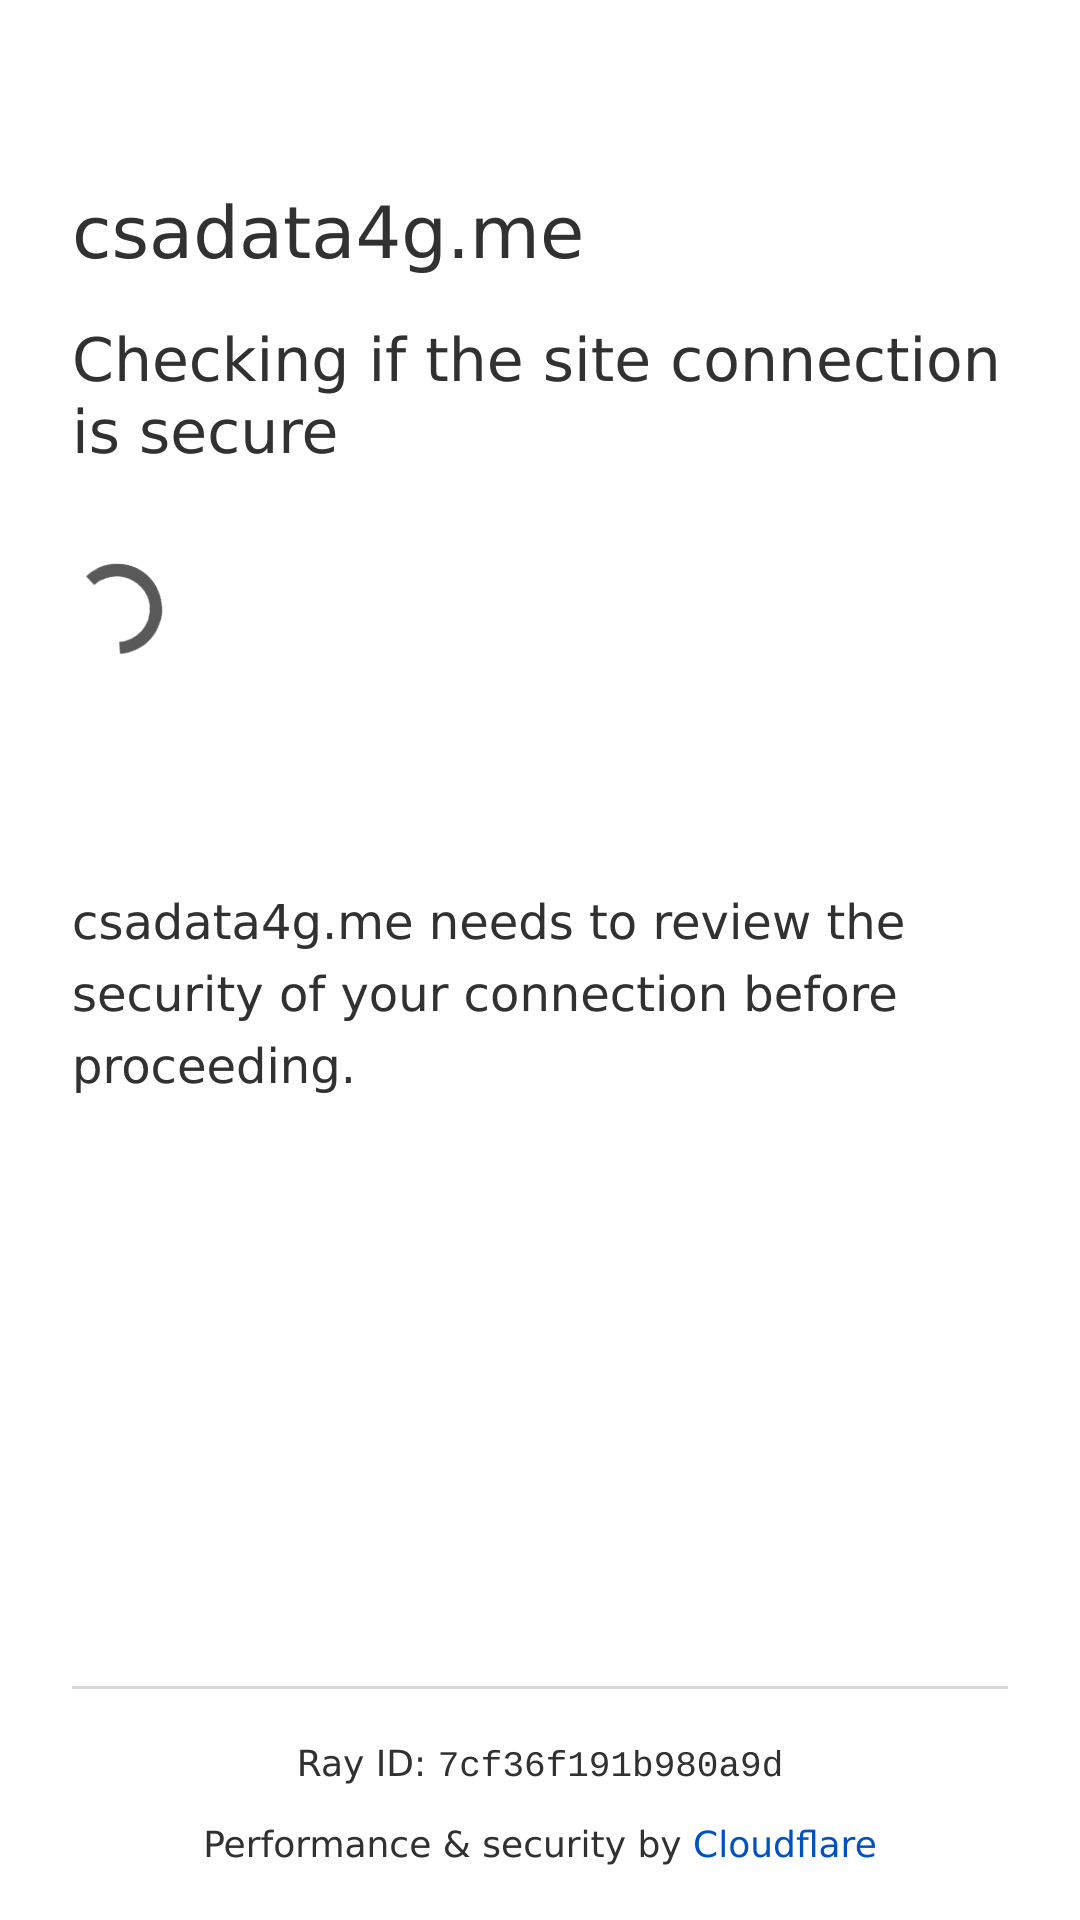 csadata4g.me
Checking if the site connection
is secure
csadata4g.me needs to review the
security of your connection before
proceeding.
Ray ID: 7cf36f191b980a9d
Performance & security by Cloudflare